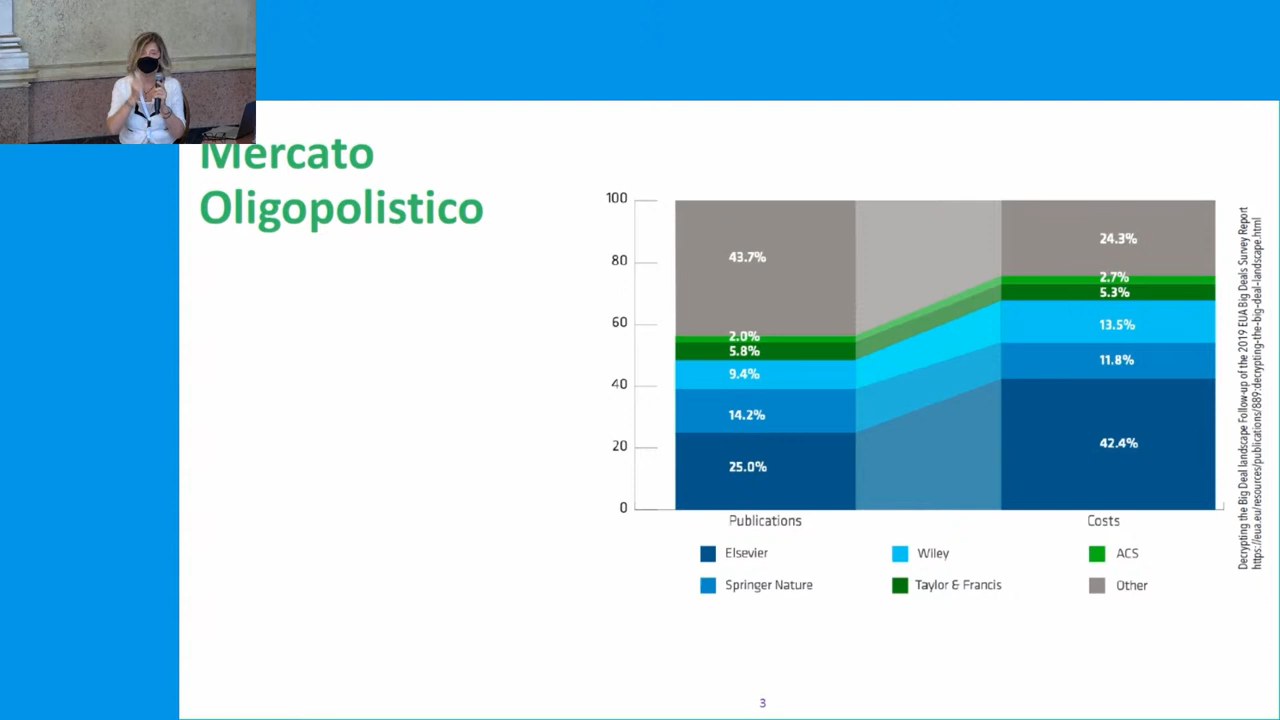 Mercato
Oligopolistico
100
80
60
40
20
0
43.7%
2.0%
5.8%
9.4%
14.2%
25.0%
24.3%
2.7%
5.3%
13.5%
11.8%
42.4%
Publications
Costs
Elsevier
Wiley
ACS
Springer Nature
Taylor & Francis
Other
Decrypting the Big Deal landscape Follow-up of the 2019 EUA Big Deals Survey Report
https://eua.eu/resources/publications/889:decrypting-the-big-deal-landscape.html
3